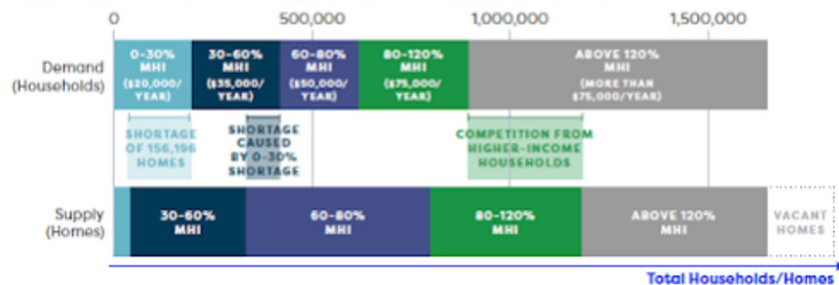 0 500,000 1,000,000 1,500,000
Demand
(Households)
0-30%
MHI
($20,000/
YEAR)
30-60%
MHI
($35,000/
YEAR)
60-80%
MHI
($50,000/
YEAR)
80-120%
MHI
($75,000/
YEAR)
ABOVE 120%
MHI
(MORE THAN
$75,000/YEAR)
SHORTAGE
OF 156,196
HOMES
SHORTAGE
CAUSED
BY 0-30%
SHORTAGE
COMPETITION FROM
HIGHER-INCOME
HOUSEHOLDS
Supply
(Homes)
30-60%
MHI
60-80%
MHI
80-120%
MHI
ABOVE 120%
MHI
VACANT
HOMES
Total Households/Homes